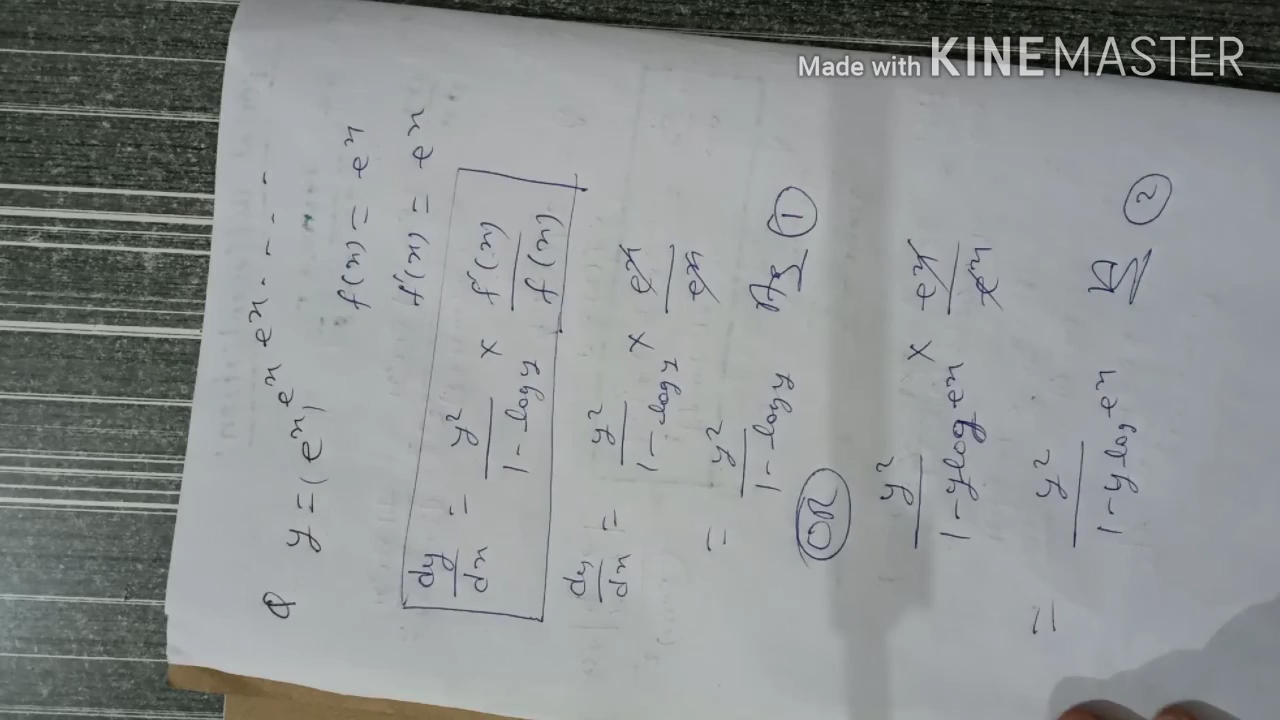 Made with KINEMASTER
Q y = (e^x)^e^x^e^x.....
f(x) = e^x
f'(x) = e^x
dy/dx = y²/(1 - log y) × f'(x)/f(x)
dy/dx = y²/(1 - log y) × e^x/e^x
= y²/(1 - log y) Ans ①
OR
y²/(1 - y log e^x) × e^x/e^x
= y²/(1 - y log e^x) ②